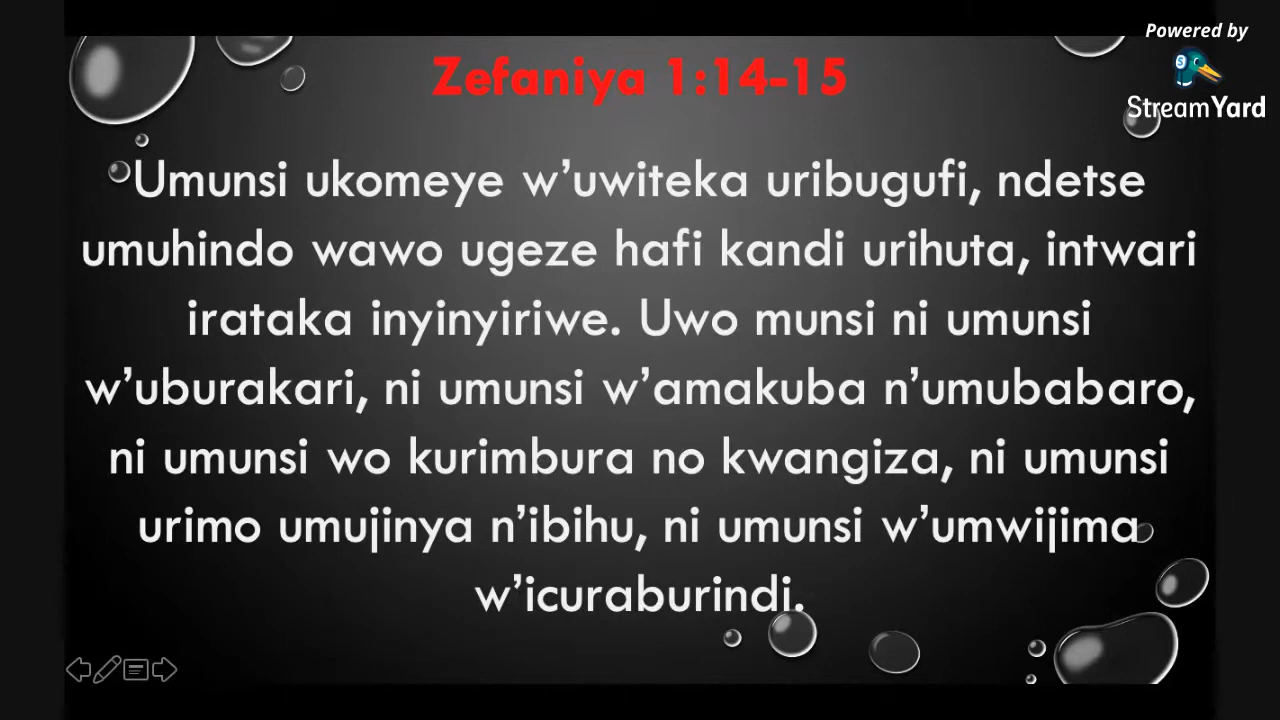 Powered by
StreamYard
Zefaniya 1:14-15
Umunsi ukomeye w’uwiteka uribugufi, ndetse
umuhindo wawo ugeze hafi kandi urihuta, intwari
irataka inyinyiriwe. Uwo munsi ni umunsi
w’uburakari, ni umunsi w’amakuba n’umubabaro,
ni umunsi wo kurimbura no kwangiza, ni umunsi
urimo umujinya n’ibihu, ni umunsi w’umwijima
w’icuraburindi.